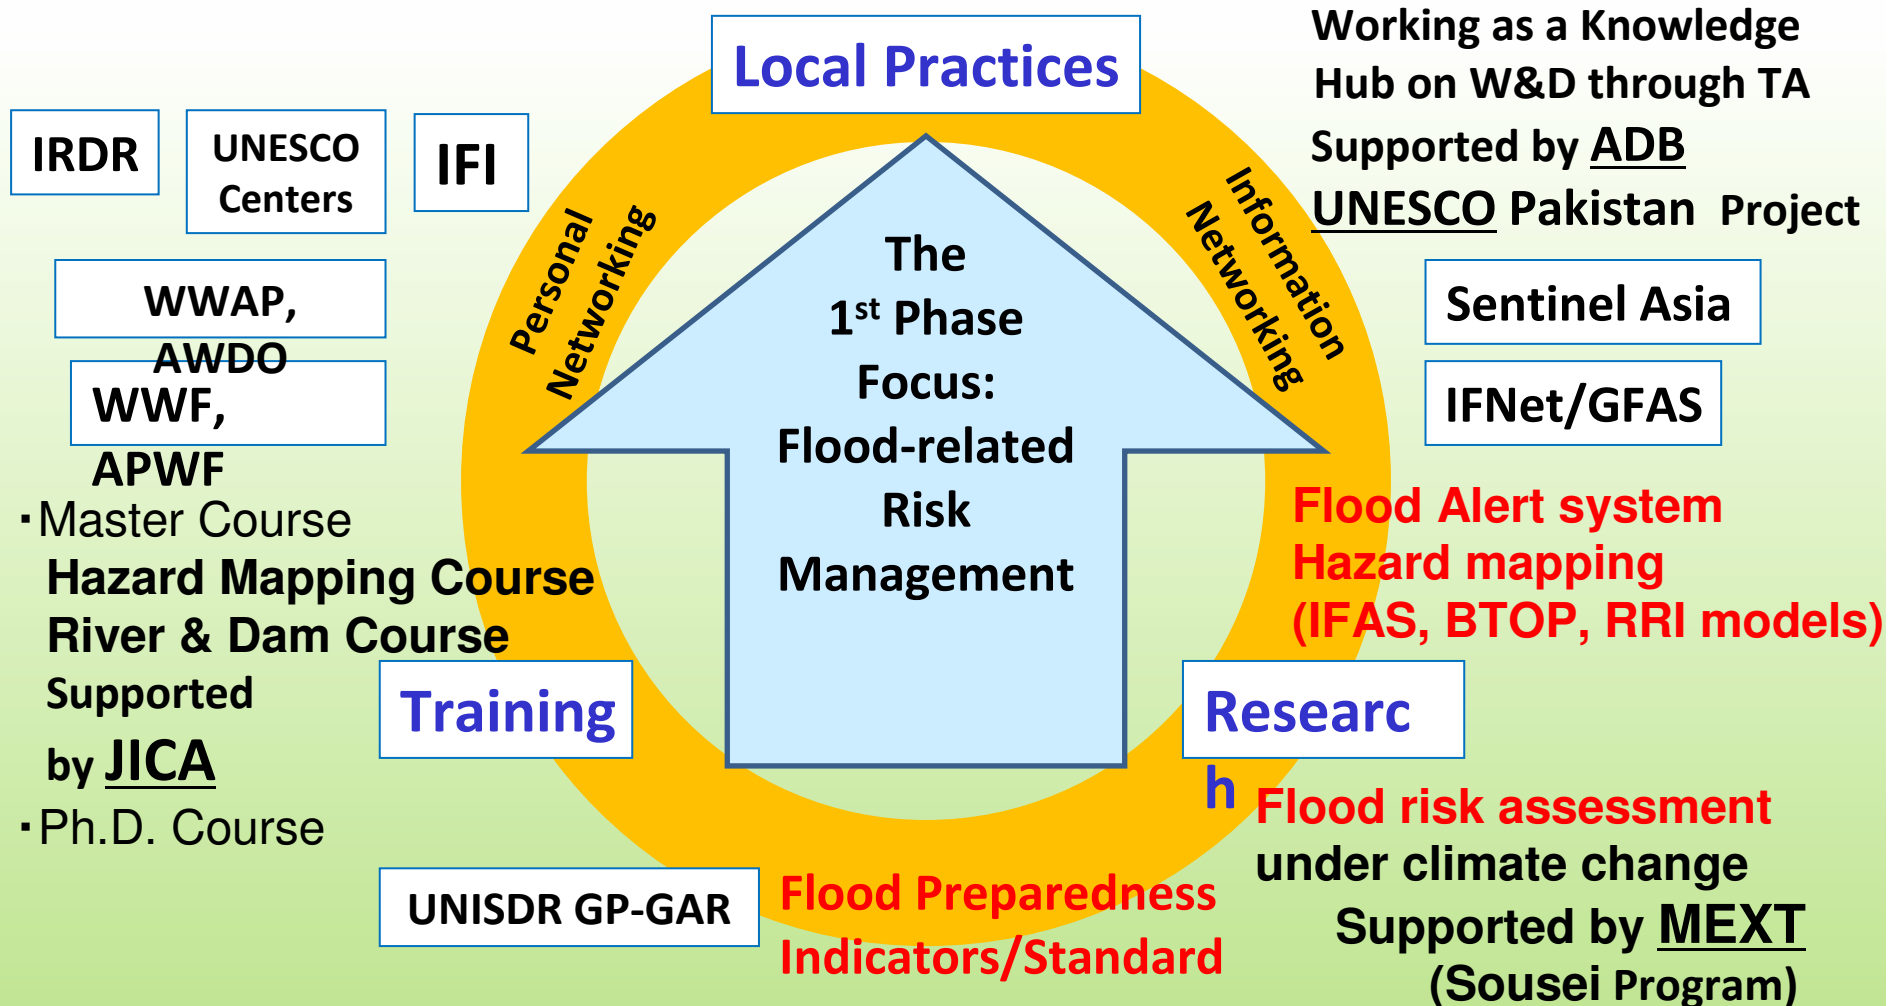 Local Practices
Working as a Knowledge
Hub on W&D through TA
Supported by ADB
UNESCO Pakistan Project
IRDR
UNESCO
Centers
IFI
Personal
Networking
Information
Networking
The
1st Phase
Focus:
Flood-related
Risk
Management
WWAP,
AWDO
WWF,
APWF
Sentinel Asia
IFNet/GFAS
・Master Course
Hazard Mapping Course
River & Dam Course
Supported
by JICA
・Ph.D. Course
Flood Alert system
Hazard mapping
(IFAS, BTOP, RRI models)
Training
Researc
h
Flood risk assessment
under climate change
Supported by MEXT
(Sousei Program)
UNISDR GP-GAR
Flood Preparedness
Indicators/Standard